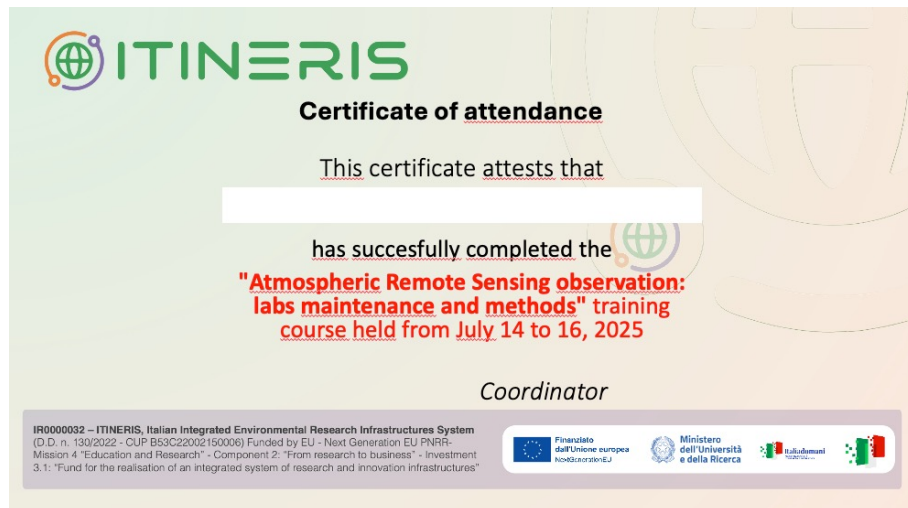 ITINERIS
Certificate of attendance
This certificate attests that
has succesfully completed the
"Atmospheric Remote Sensing observation:
labs maintenance and methods" training
course held from July 14 to 16, 2025
Coordinator
IR0000032 – ITINERIS, Italian Integrated Environmental Research Infrastructures System
(D.D. n. 130/2022 - CUP B53C22002150006) Funded by EU - Next Generation EU PNRR-
Mission 4 "Education and Research" - Component 2: "From research to business" - Investment
3.1: "Fund for the realisation of an integrated system of research and innovation infrastructures"
Finanziato
dall'Unione europea
NextGenerationEU
Ministero
dell'Università
e della Ricerca
Italiadomani